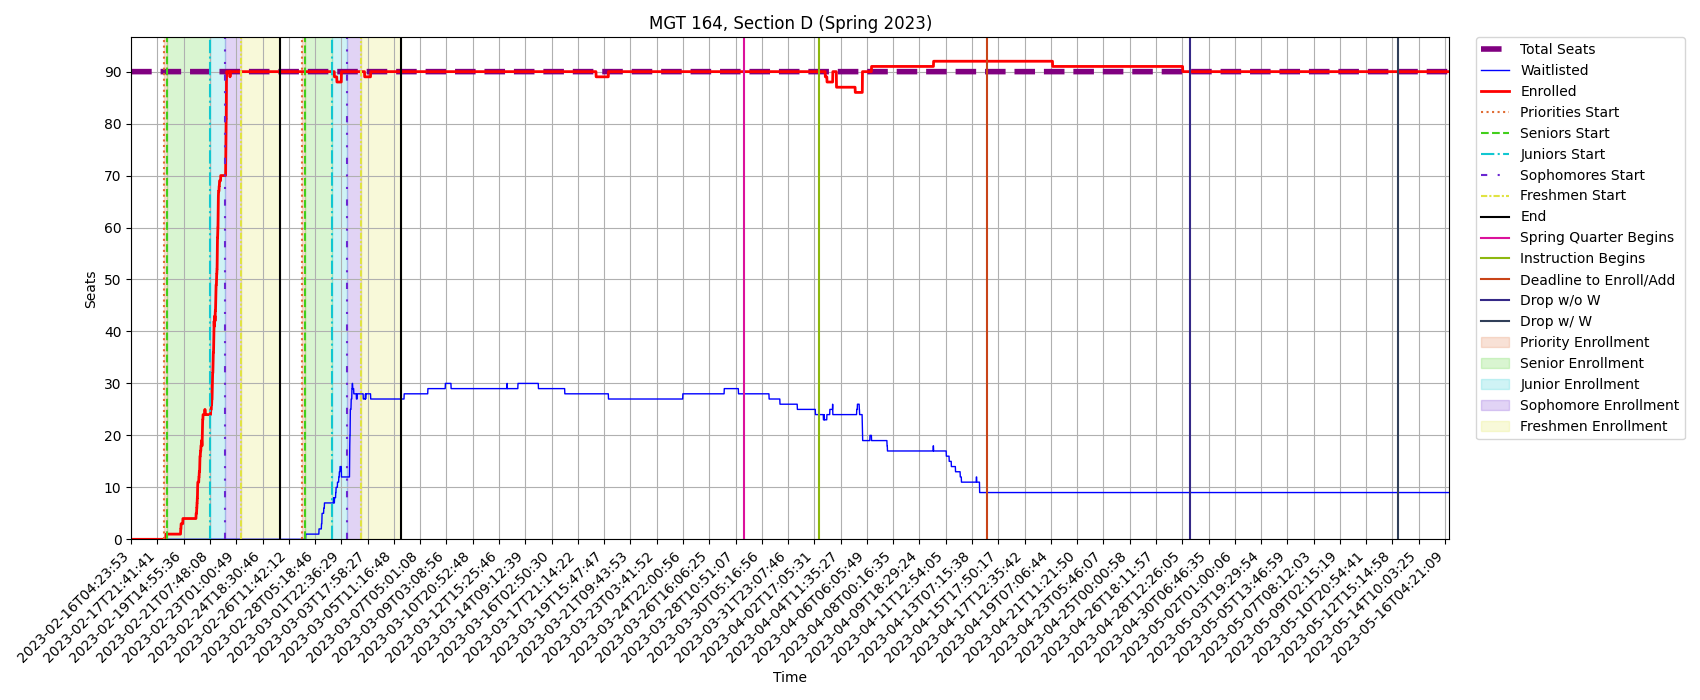 MGT 164, Section D (Spring 2023)
Seats
90
80
70
60
50
40
30
20
10
0
2023-02-16T04:23:53
2023-02-17T21:41:41
2023-02-19T14:55:36
2023-02-21T07:48:08
2023-02-23T01:00:49
2023-02-24T18:30:46
2023-02-26T11:42:12
2023-02-28T05:18:46
2023-03-01T22:36:29
2023-03-03T17:58:27
2023-03-05T11:16:48
2023-03-07T05:01:08
2023-03-09T03:08:56
2023-03-10T20:52:48
2023-03-12T15:25:46
2023-03-14T09:12:39
2023-03-16T02:50:30
2023-03-17T21:14:22
2023-03-19T15:47:47
2023-03-21T09:43:53
2023-03-23T03:41:52
2023-03-24T22:00:56
2023-03-26T16:06:25
2023-03-28T10:51:07
2023-03-30T05:16:56
2023-03-31T23:07:46
2023-04-02T17:05:31
2023-04-04T11:35:27
2023-04-06T06:05:49
2023-04-08T00:16:35
2023-04-09T18:29:24
2023-04-11T12:54:05
2023-04-13T07:15:38
2023-04-15T17:50:17
2023-04-17T12:35:42
2023-04-19T07:06:44
2023-04-21T11:21:50
2023-04-23T05:46:07
2023-04-25T00:00:58
2023-04-26T18:11:57
2023-04-28T12:26:05
2023-04-30T06:46:35
2023-05-02T01:00:06
2023-05-03T19:29:54
2023-05-05T13:46:59
2023-05-07T08:12:03
2023-05-09T02:15:19
2023-05-10T20:54:41
2023-05-12T15:14:58
2023-05-14T10:03:25
2023-05-16T04:21:09
Time
Total Seats
Waitlisted
Enrolled
Priorities Start
Seniors Start
Juniors Start
Sophomores Start
Freshmen Start
End
Spring Quarter Begins
Instruction Begins
Deadline to Enroll/Add
Drop w/o W
Drop w/ W
Priority Enrollment
Senior Enrollment
Junior Enrollment
Sophomore Enrollment
Freshmen Enrollment